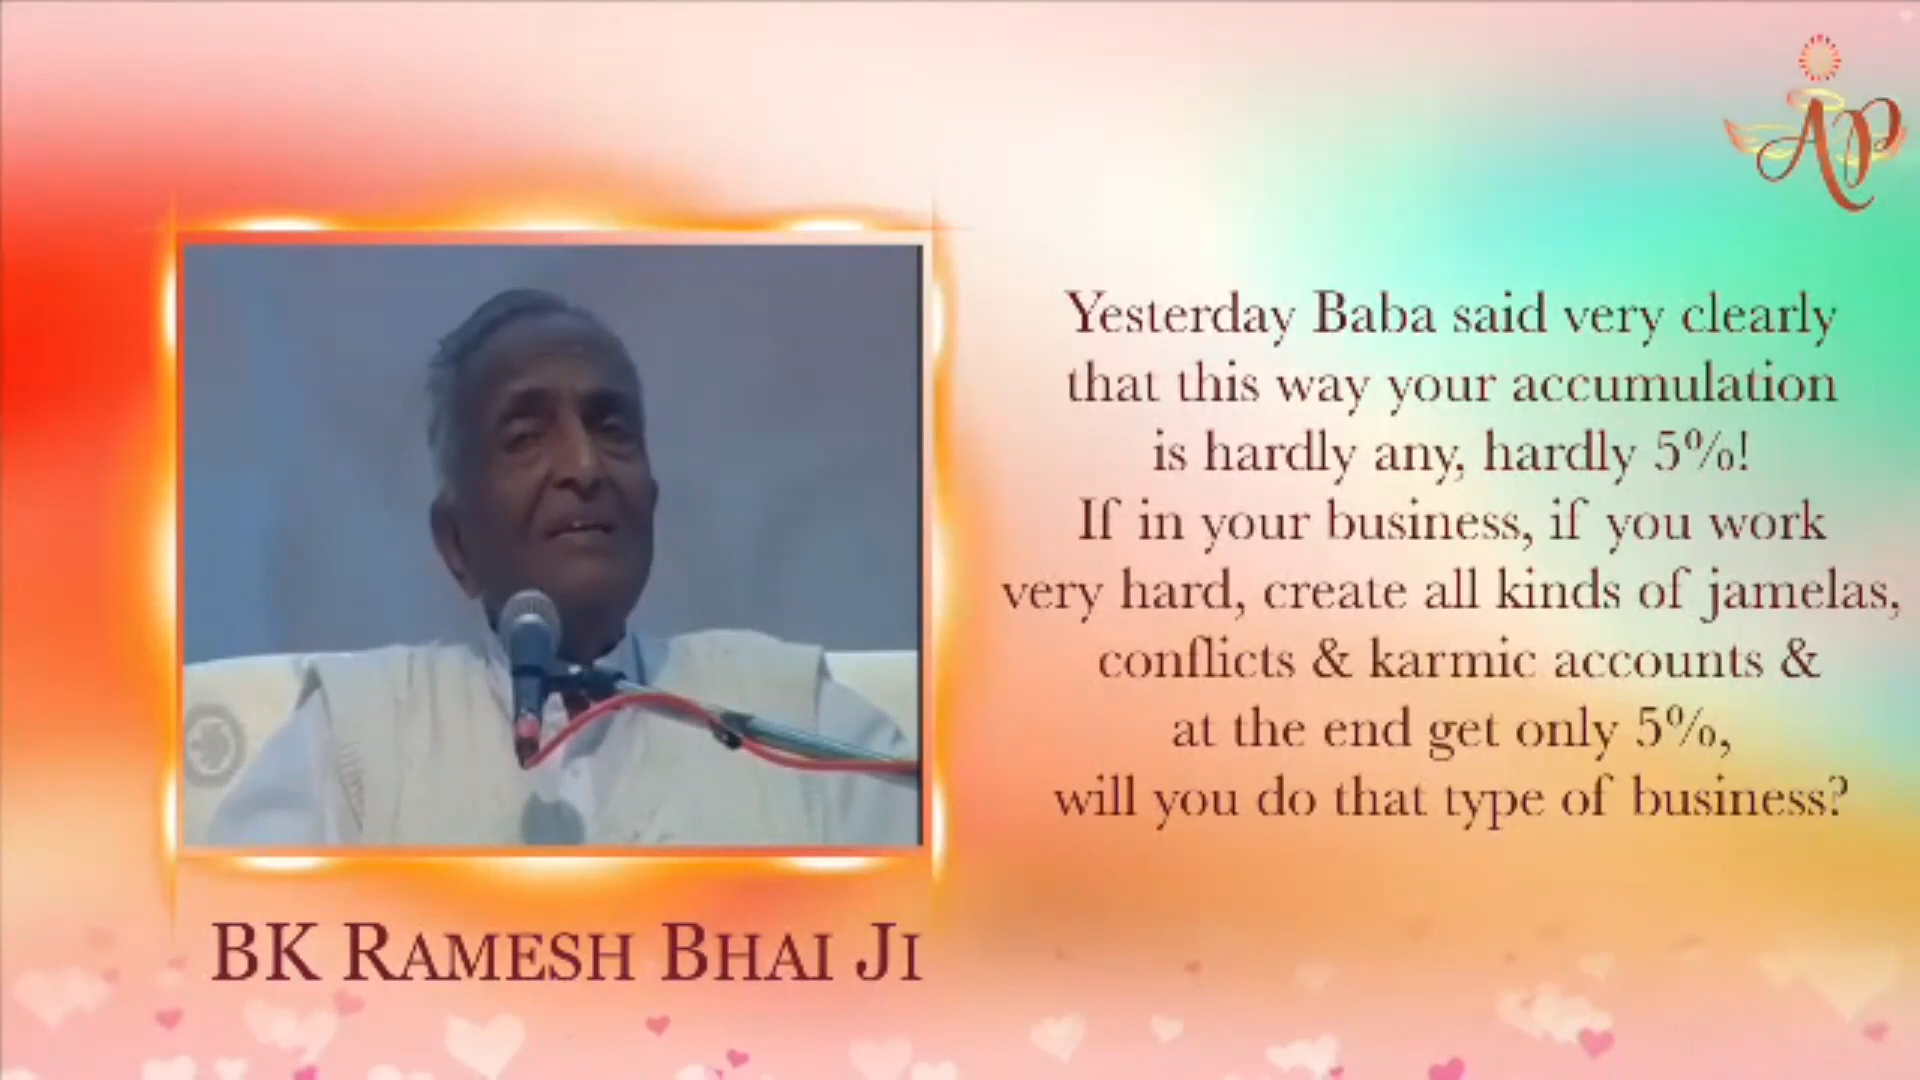 AP
Yesterday Baba said very clearly
that this way your accumulation
is hardly any, hardly 5%!
If in your business, if you work
very hard, create all kinds of jamelas,
conflicts & karmic accounts &
at the end get only 5%,
will you do that type of business?
BK RAMESH BHAI JI